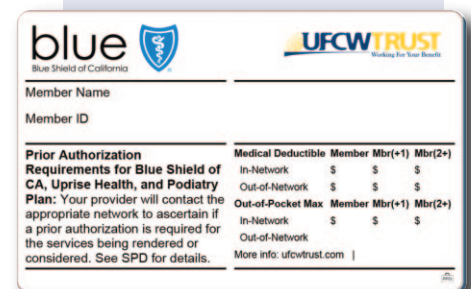 blue
Blue Shield of California
UFCWTRUST
Working For Your Benefit
Member Name
Member ID
Prior Authorization
Requirements for Blue Shield of
CA, Uprise Health, and Podiatry
Plan: Your provider will contact the
appropriate network to ascertain if
a prior authorization is required for
the services being rendered or
considered. See SPD for details.
Medical Deductible Member Mbr(+1) Mbr(2+)
In-Network $ $ $
Out-of-Network $ $ $
Out-of-Pocket Max Member Mbr(+1) Mbr(2+)
In-Network $ $ $
Out-of-Network
More info: ufcwtrust.com |